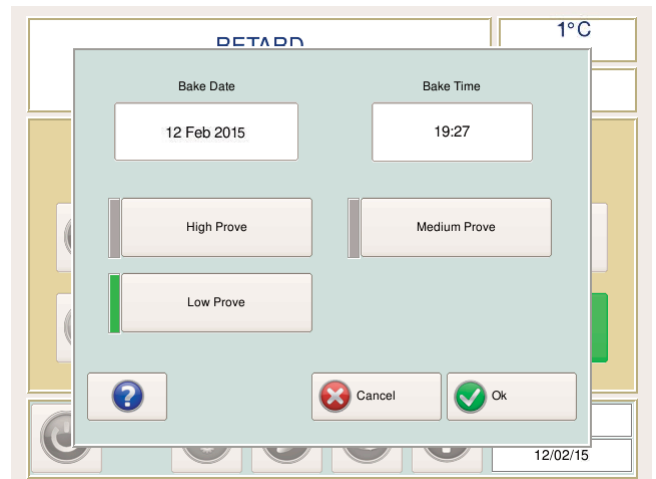 RETARD
1°C
Bake Date
Bake Time
12 Feb 2015
19:27
High Prove
Medium Prove
Low Prove
?
Cancel
Ok
12/02/15